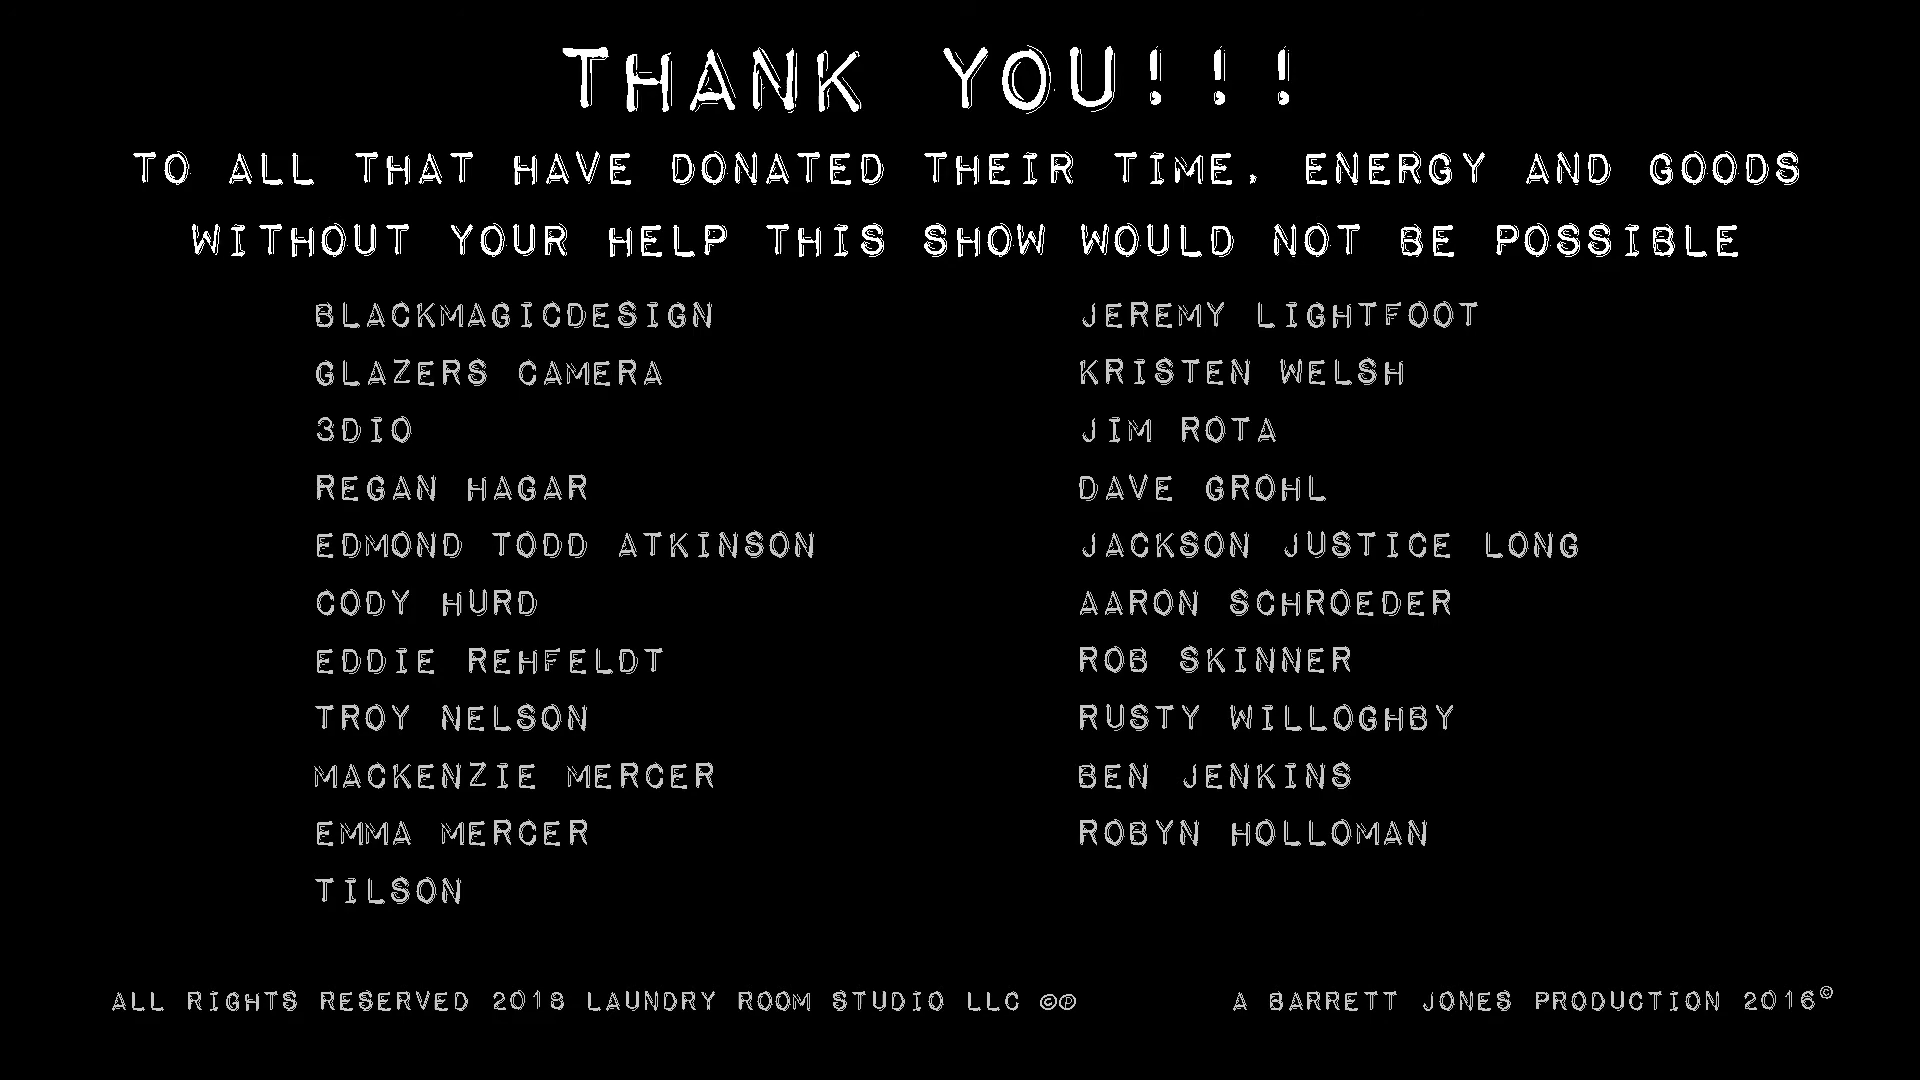 THANK YOU!!!
TO ALL THAT HAVE DONATED THEIR TIME, ENERGY AND GOODS
WITHOUT YOUR HELP THIS SHOW WOULD NOT BE POSSIBLE
BLACKMAGICDESIGN
GLAZERS CAMERA
3DIO
REGAN HAGAR
EDMOND TODD ATKINSON
CODY HURD
EDDIE REHFELDT
TROY NELSON
MACKENZIE MERCER
EMMA MERCER
TILSON
JEREMY LIGHTFOOT
KRISTEN WELSH
JIM ROTA
DAVE GROHL
JACKSON JUSTICE LONG
AARON SCHROEDER
ROB SKINNER
RUSTY WILLOGHBY
BEN JENKINS
ROBYN HOLLOMAN
ALL RIGHTS RESERVED 2018 LAUNDRY ROOM STUDIO LLC ©℗
A BARRETT JONES PRODUCTION 2016©